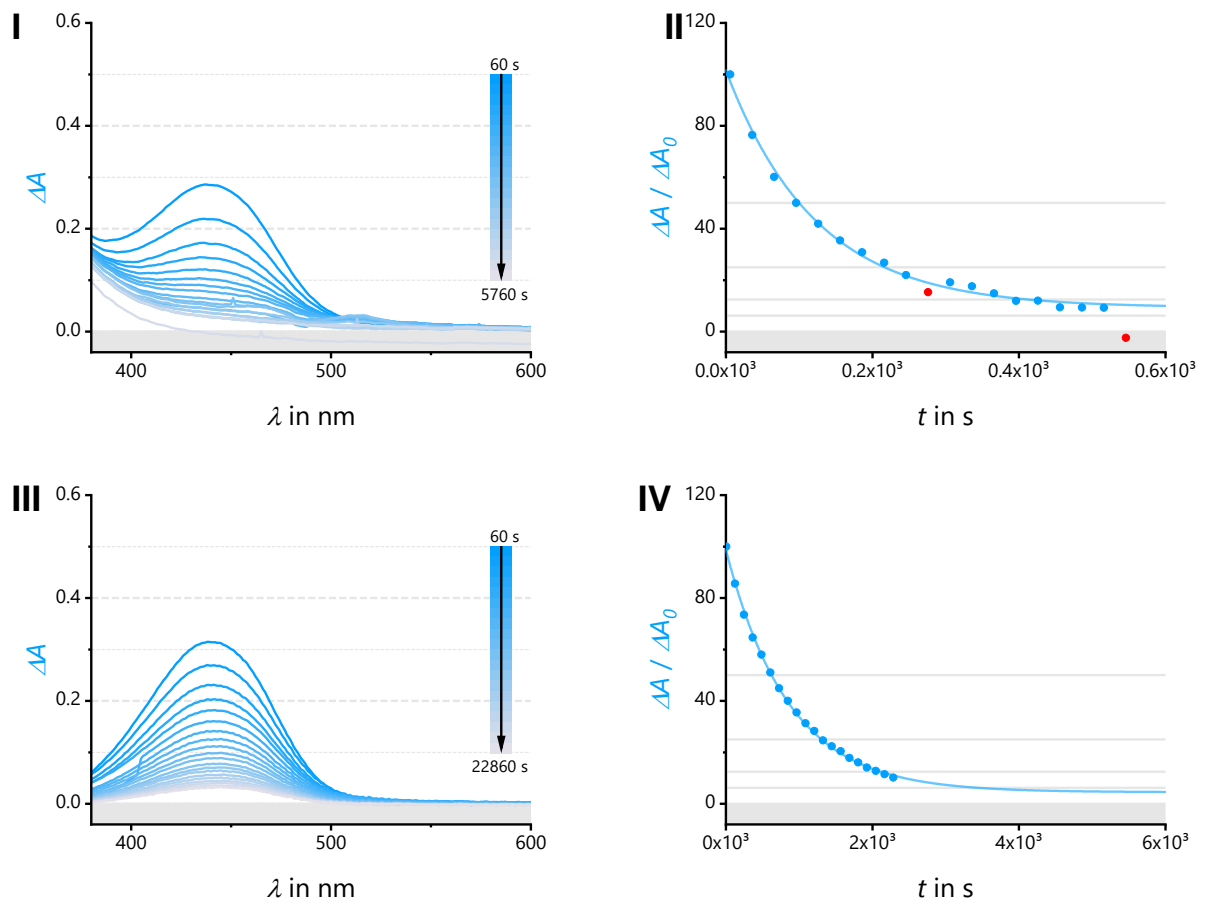 I
0.6
0.4
0.2
0.0
ΔA
400
500
600
λ in nm
60 s
5760 s
II
120
80
40
0
ΔA / ΔA₀
0.0x10³
0.2x10³
0.4x10³
0.6x10³
t in s
III
0.6
0.4
0.2
0.0
ΔA
400
500
600
λ in nm
60 s
22860 s
IV
120
80
40
0
ΔA / ΔA₀
0x10³
2x10³
4x10³
6x10³
t in s